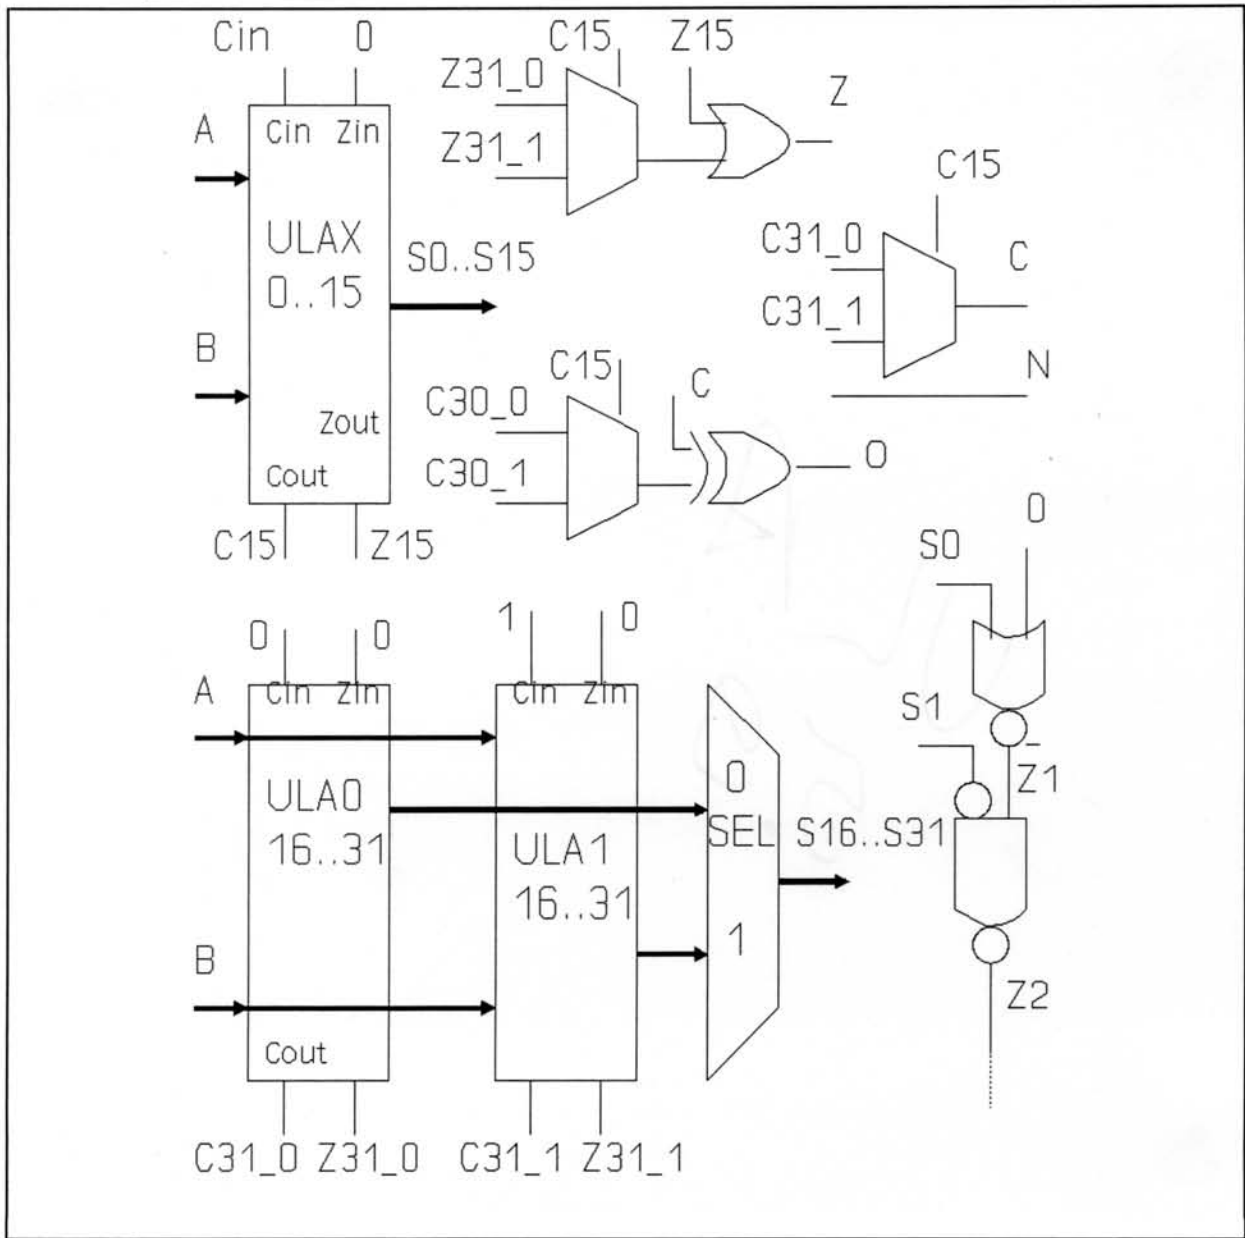 Cin 0
Cin Zin
A
ULAX
0..15
S0..S15
B
Zout
Cout
C15 Z15
C15 Z15
Z31_0
Z31_1
Z
C15
C31_0
C31_1
C
N
C15
C
C30_0
C30_1
O
0 0
Cin Zin
A
ULA0
16..31
B
Cout
C31_0 Z31_0
1 0
Cin Zin
ULA1
16..31
C31_1 Z31_1
0
SEL
1
S16..S31
0
S0
S1
Z1
Z2